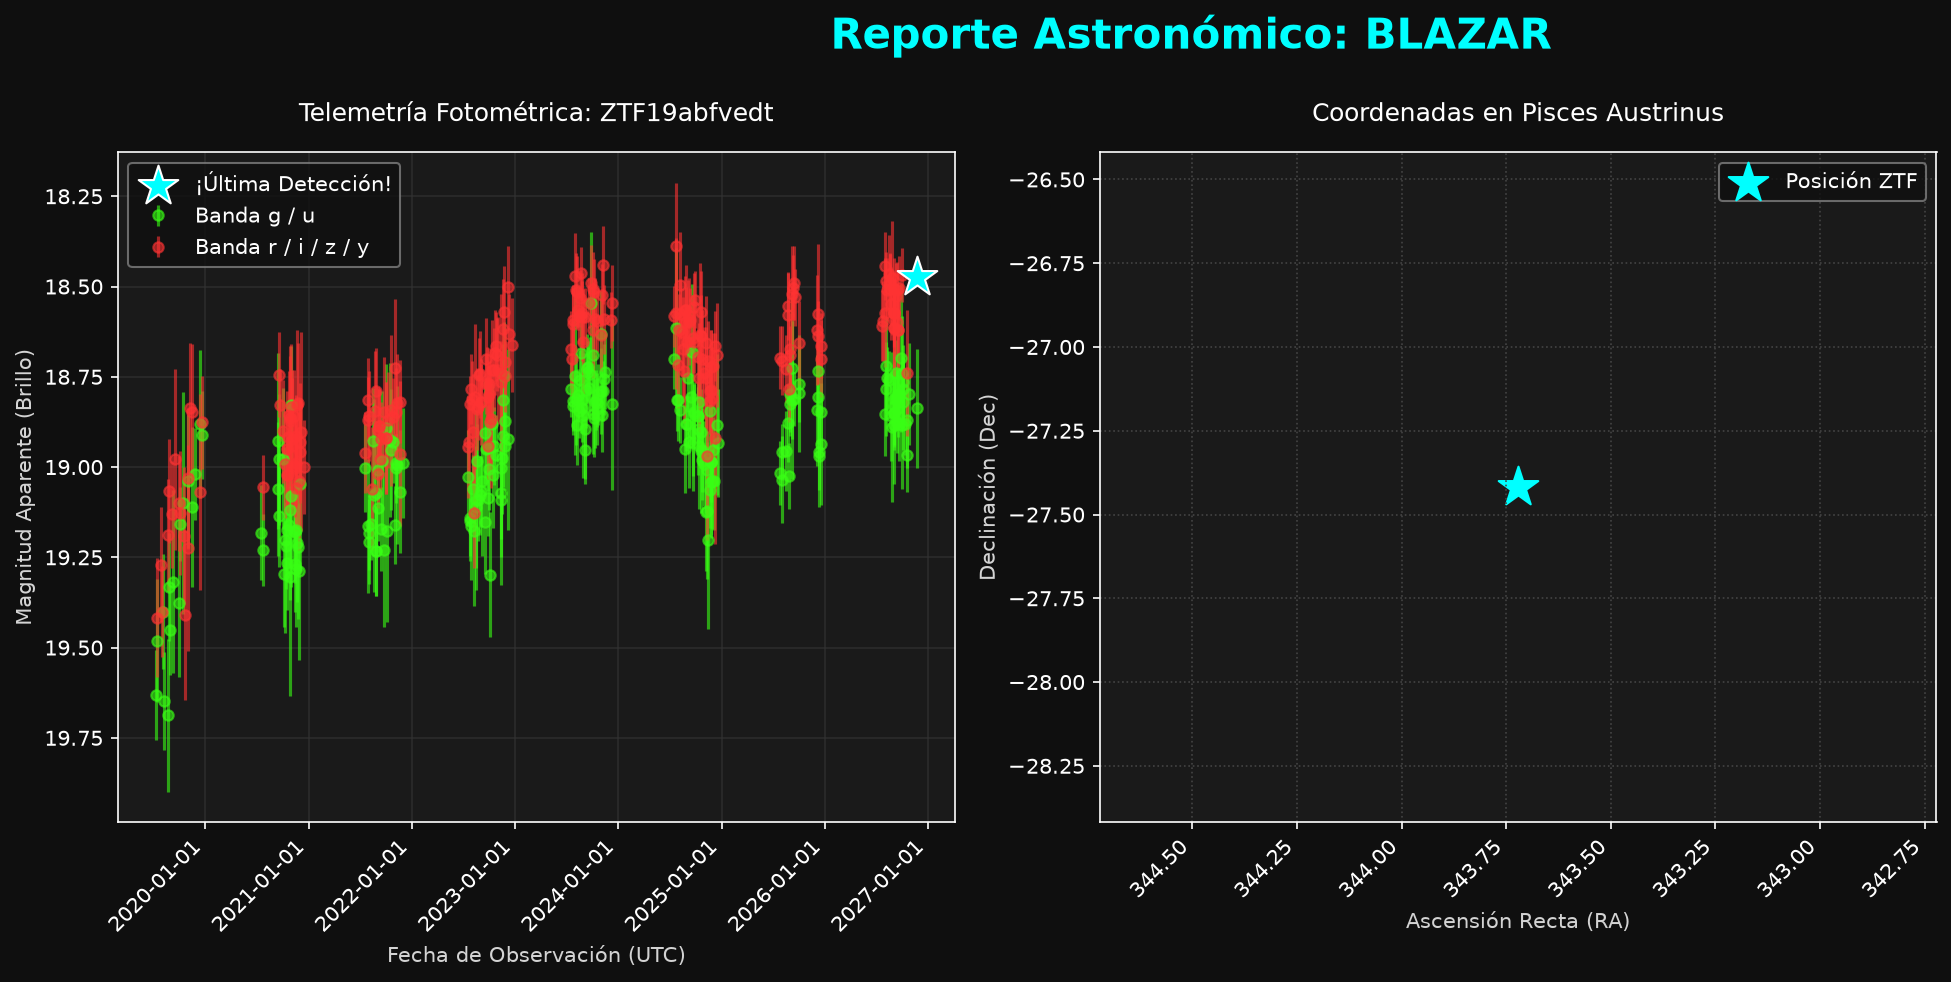 Reporte Astronómico: BLAZAR
Telemetría Fotométrica: ZTF19abfvedt
¡Última Detección!
Banda g / u
Banda r / i / z / y
Magnitud Aparente (Brillo)
18.25
18.50
18.75
19.00
19.25
19.50
19.75
2020-01-01
2021-01-01
2022-01-01
2023-01-01
2024-01-01
2025-01-01
2026-01-01
2027-01-01
Fecha de Observación (UTC)
Coordenadas en Pisces Austrinus
Posición ZTF
Declinación (Dec)
−26.50
−26.75
−27.00
−27.25
−27.50
−27.75
−28.00
−28.25
344.50
344.25
344.00
343.75
343.50
343.25
343.00
342.75
Ascensión Recta (RA)